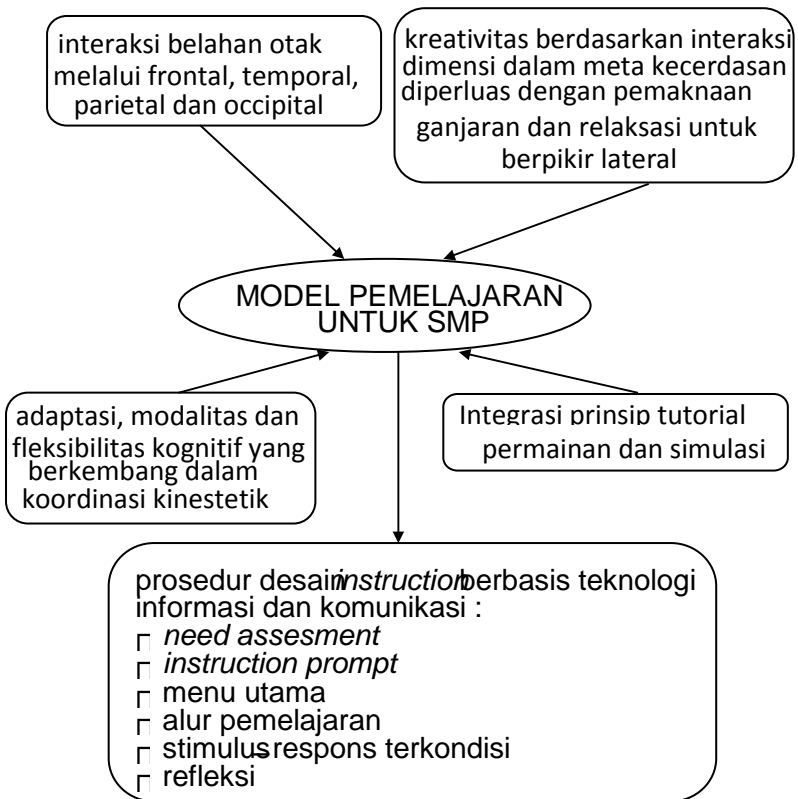 interaksi belahan otak
melalui frontal, temporal,
parietal dan occipital
kreativitas berdasarkan interaksi
dimensi dalam meta kecerdasan
diperluas dengan pemaknaan
ganjaran dan relaksasi untuk
berpikir lateral
MODEL PEMELAJARAN
UNTUK SMP
adaptasi, modalitas dan
fleksibilitas kognitif yang
berkembang dalam
koordinasi kinestetik
Integrasi prinsip tutorial
permainan dan simulasi
prosedur desain instruction berbasis teknologi
informasi dan komunikasi :
need assesment
instruction prompt
menu utama
alur pemelajaran
stimulus–respons terkondisi
refleksi